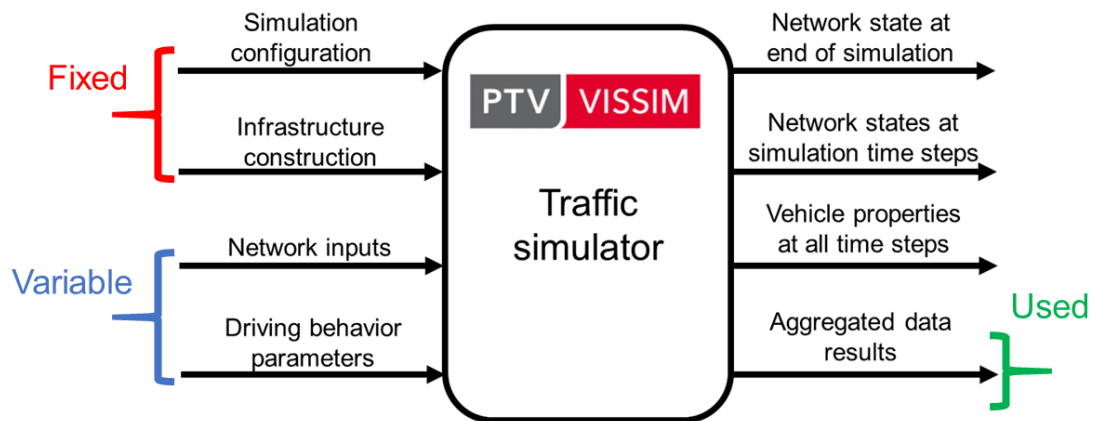 Simulation
configuration
Fixed
Infrastructure
construction
Network inputs
Variable
Driving behavior
parameters
PTV VISSIM
Traffic
simulator
Network state at
end of simulation
Network states at
simulation time steps
Vehicle properties
at all time steps
Used
Aggregated data
results